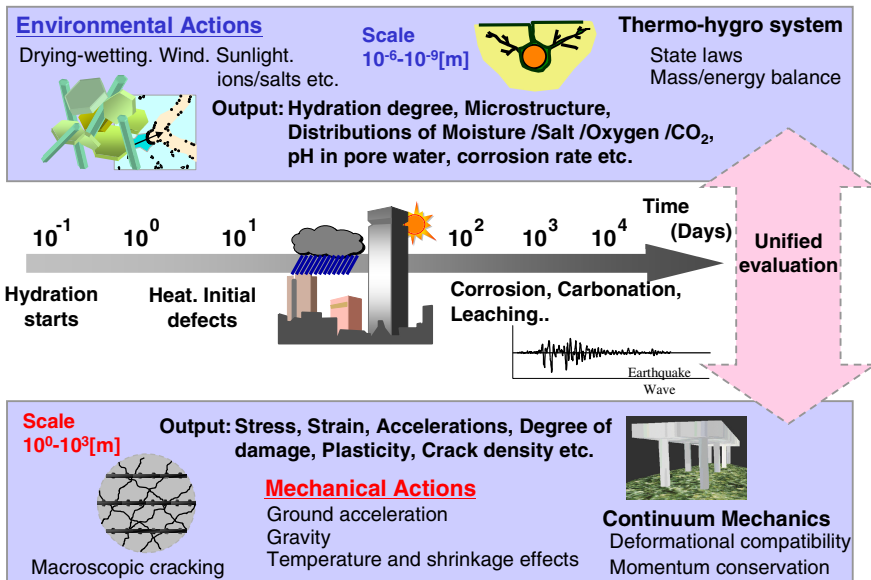 Environmental Actions
Drying-wetting. Wind. Sunlight.
ions/salts etc.
Scale
10⁻⁶-10⁻⁹[m]
Thermo-hygro system
State laws
Mass/energy balance
Output: Hydration degree, Microstructure,
Distributions of Moisture /Salt /Oxygen /CO₂,
pH in pore water, corrosion rate etc.
10⁻¹ 10⁰ 10¹ 10² 10³ 10⁴
Time
(Days)
Unified
evaluation
Hydration
starts
Heat. Initial
defects
Corrosion, Carbonation,
Leaching..
Earthquake
Wave
Scale
10⁰-10³[m]
Output: Stress, Strain, Accelerations, Degree of
damage, Plasticity, Crack density etc.
Mechanical Actions
Ground acceleration
Gravity
Temperature and shrinkage effects
Macroscopic cracking
Continuum Mechanics
Deformational compatibility
Momentum conservation